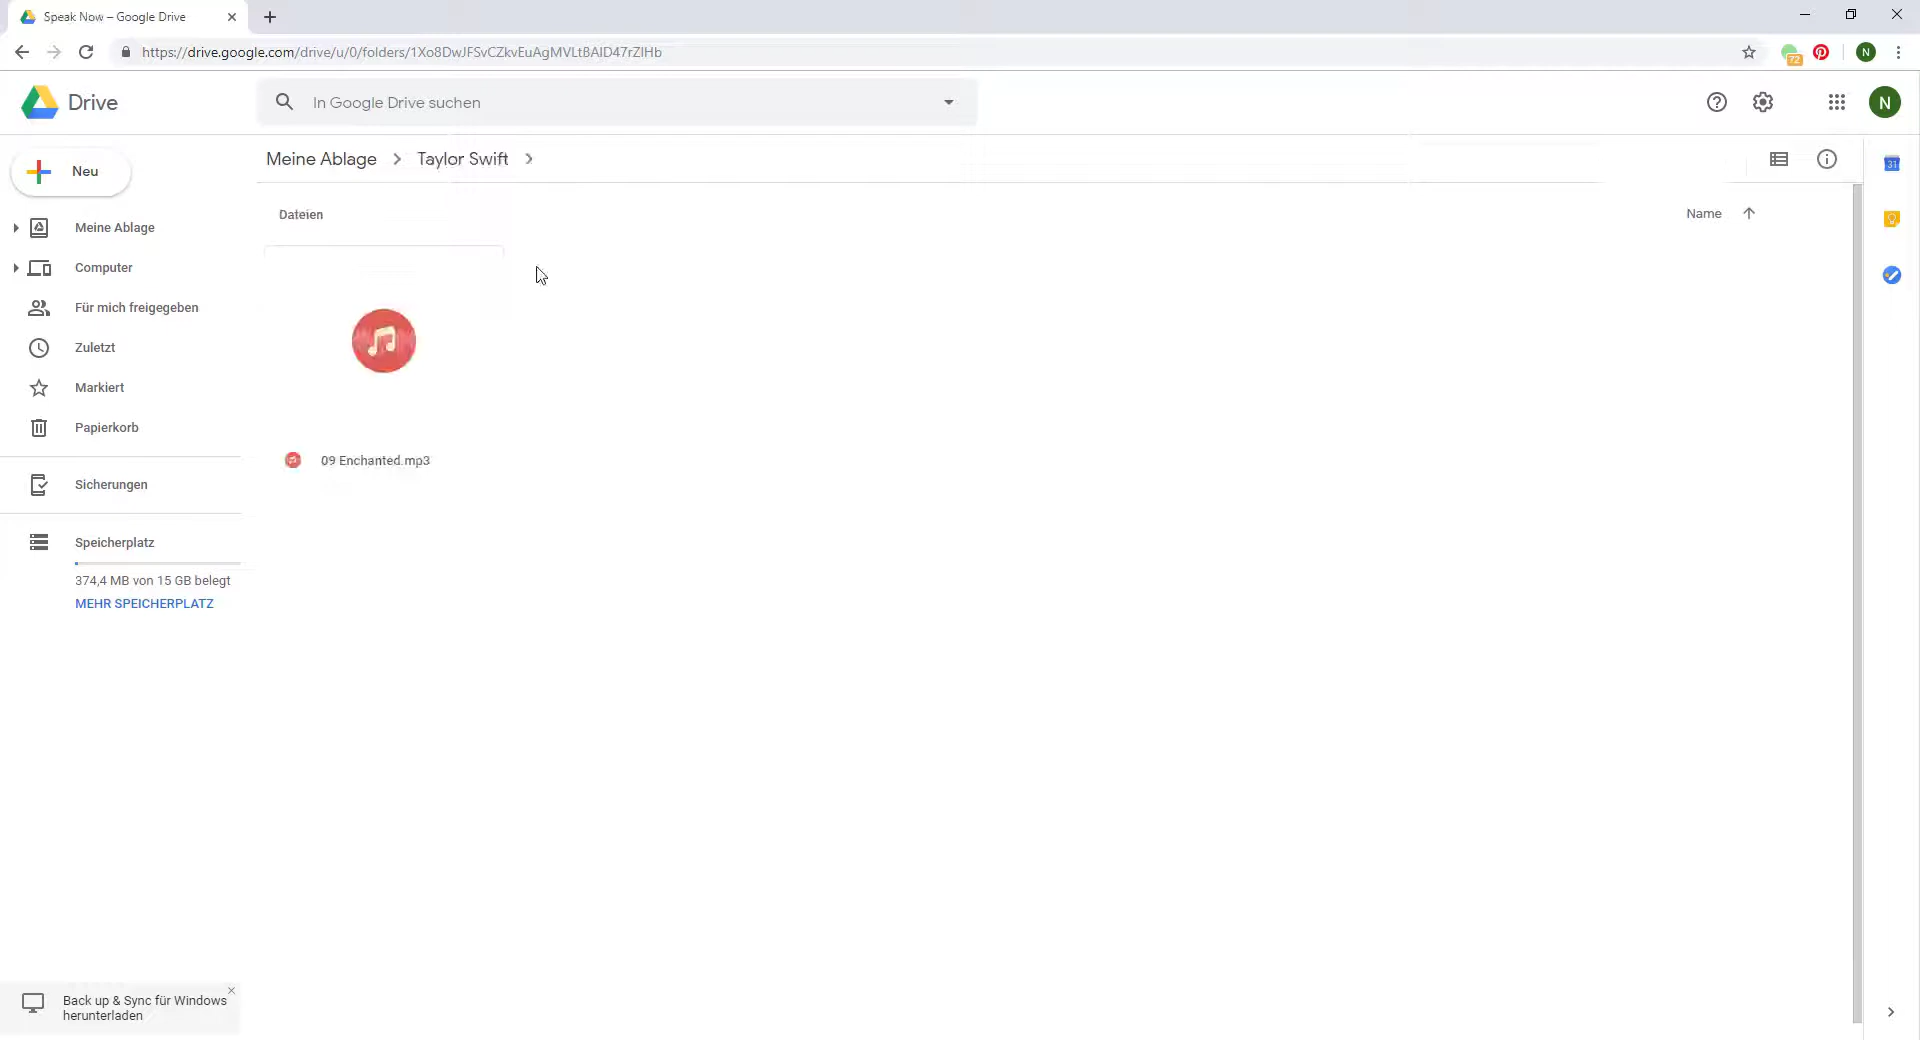 Speak Now – Google Drive
https://drive.google.com/drive/u/0/folders/1Xo8DwJFSvCZkvEuAgMVLtBAID47rZIHb
72
N
Drive
In Google Drive suchen
N
Neu
Meine Ablage
Taylor Swift
31
Dateien
Name
Meine Ablage
Computer
Für mich freigegeben
Zuletzt
Markiert
Papierkorb
09 Enchanted.mp3
Sicherungen
Speicherplatz
374,4 MB von 15 GB belegt
MEHR SPEICHERPLATZ
Back up & Sync für Windows
herunterladen